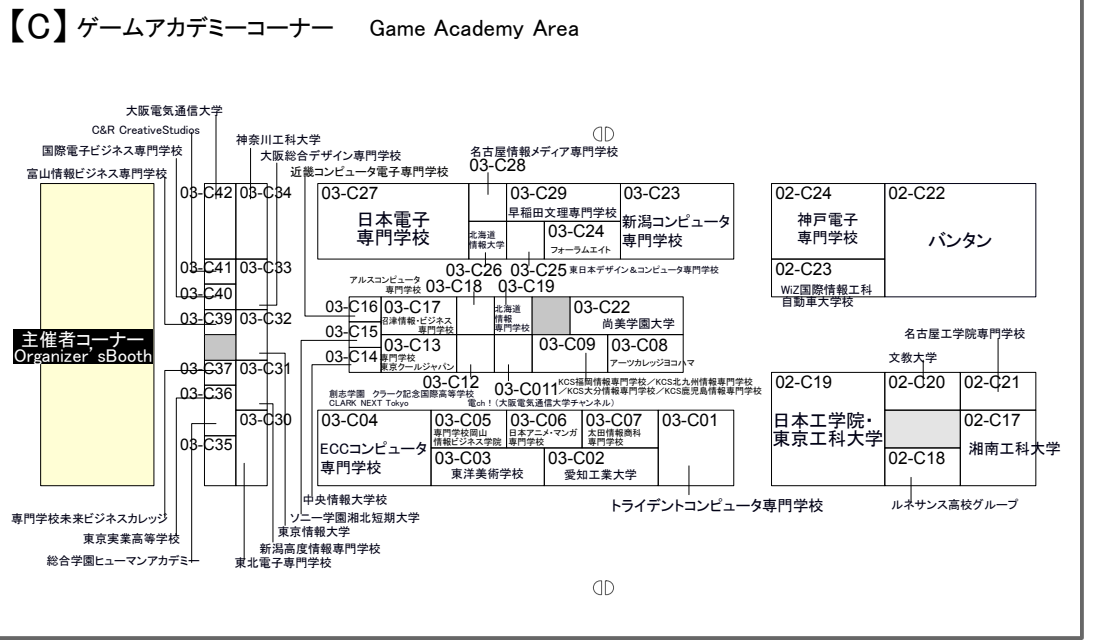 【C】ゲームアカデミーコーナー Game Academy Area
大阪電気通信大学
C&R CreativeStudios
国際電子ビジネス専門学校
富山情報ビジネス専門学校
神奈川工科大学
大阪総合デザイン専門学校
近畿コンピュータ電子専門学校
03-C42
03-C34
03-C41
03-C33
03-C40
03-C39
03-C32
主催者コーナー
Organizer'sBooth
03-C37
03-C31
03-C36
03-C30
03-C35
専門学校未来ビジネスカレッジ
東京実業高等学校
総合学園ヒューマンアカデミー
中央情報大学校
ソニー学園湘北短期大学
東京情報大学
新潟高度情報専門学校
東北電子専門学校
03-C27
日本電子
専門学校
名古屋情報メディア専門学校
03-C28
03-C29
早稲田文理専門学校
03-C23
新潟コンピュータ
専門学校
北海道
情報大学
03-C24
フォーラムエイト
03-C26
03-C25 東日本デザイン&コンピュータ専門学校
アルスコンピュータ
専門学校
03-C18
03-C19
03-C16
03-C17
沼津情報・ビジネス
専門学校
北海道
情報
専門学校
03-C22
尚美学園大学
03-C15
03-C14
03-C13
専門学校
東京クールジャパン
03-C09
03-C08
アーツカレッジヨコハマ
03-C12
創志学園 クラーク記念国際高等学校
CLARK NEXT Tokyo
03-C011
KCS福岡情報専門学校/KCS北九州情報専門学校
/KCS大分情報専門学校/KCS鹿児島情報専門学校
電ch!(大阪電気通信大学チャンネル)
03-C04
ECCコンピュータ
専門学校
03-C05
専門学校岡山
情報ビジネス学院
03-C06
日本アニメ・マンガ
専門学校
03-C07
太田情報商科
専門学校
03-C01
03-C03
東洋美術学校
03-C02
愛知工業大学
トライデントコンピュータ専門学校
02-C24
神戸電子
専門学校
02-C22
バンタン
02-C23
WiZ国際情報工科
自動車大学校
名古屋工学院専門学校
文教大学
02-C19
日本工学院・
東京工科大学
02-C20
02-C21
02-C17
湘南工科大学
02-C18
ルネサンス高校グループ